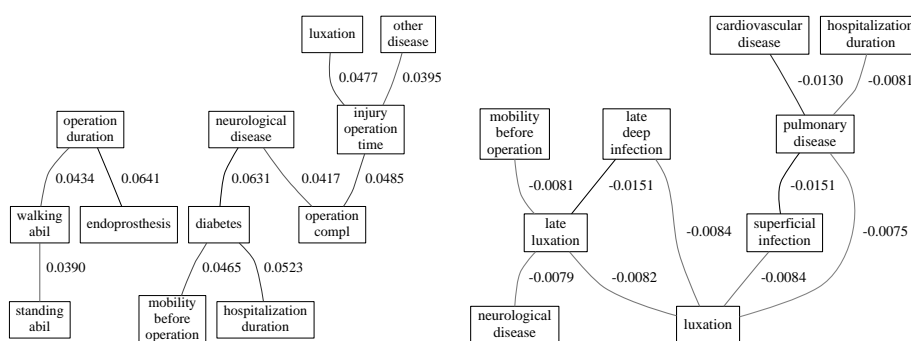 luxation
other
disease
0.0477
0.0395
operation
duration
neurological
disease
injury
operation
time
0.0434
0.0641
0.0631
0.0417
0.0485
walking
abil
endoprosthesis
diabetes
operation
compl
0.0390
0.0465
0.0523
standing
abil
mobility
before
operation
hospitalization
duration
cardiovascular
disease
hospitalization
duration
-0.0130
-0.0081
mobility
before
operation
late
deep
infection
pulmonary
disease
-0.0081
-0.0151
-0.0151
late
luxation
superficial
infection
-0.0084
-0.0075
-0.0079
-0.0082
-0.0084
neurological
disease
luxation